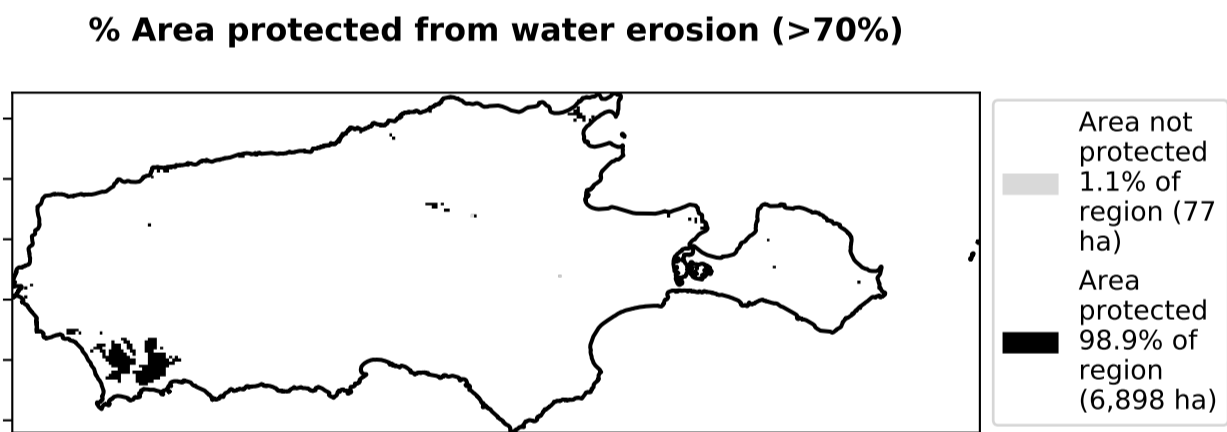 % Area protected from water erosion (>70%)
Area not
protected
1.1% of
region (77
ha)
Area
protected
98.9% of
region
(6,898 ha)